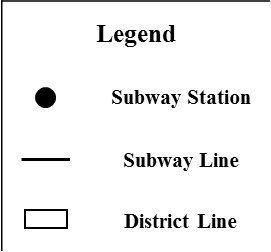 Legend
Subway Station
Subway Line
District Line